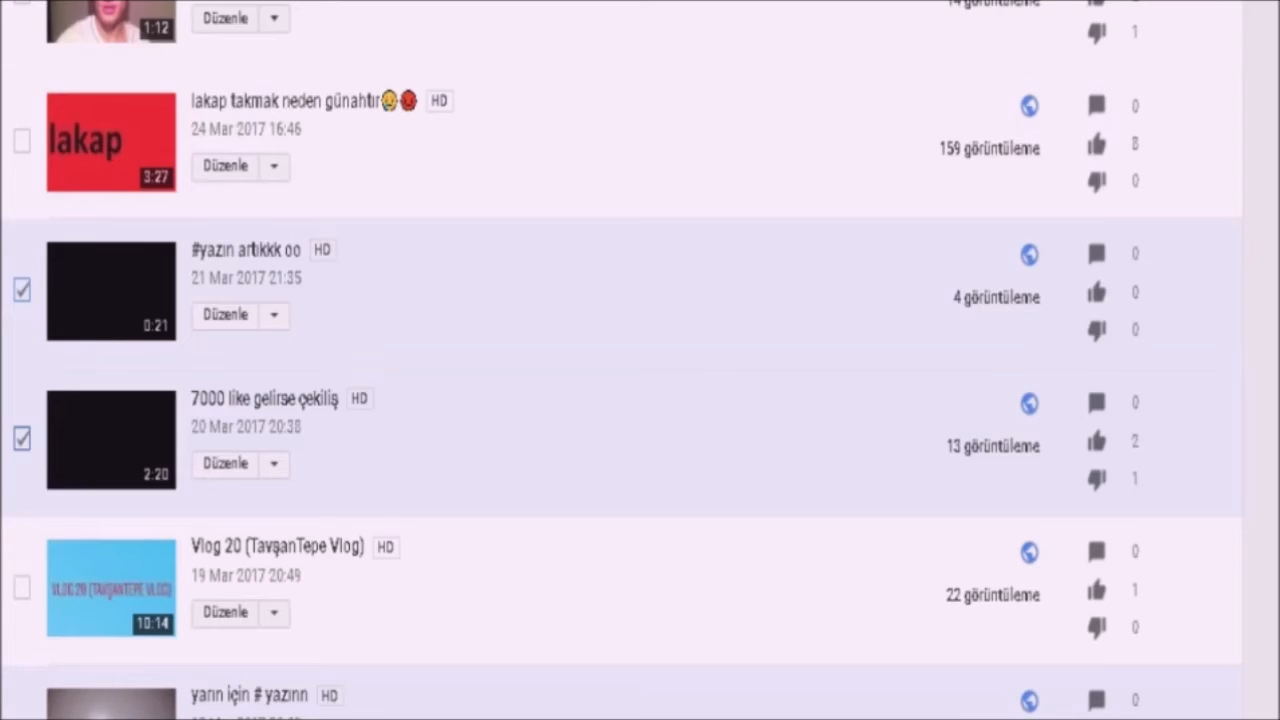 1:12
Düzenle
1
lakap
3:27
lakap takmak neden günahtır😢😡 HD
24 Mar 2017 16:46
Düzenle
159 görüntüleme
0
8
0
0:21
#yazın artıkkk oo HD
21 Mar 2017 21:35
Düzenle
4 görüntüleme
0
0
0
2:20
7000 like gelirse çekiliş HD
20 Mar 2017 20:38
Düzenle
13 görüntüleme
0
2
1
VLOG 20 (TAVŞANTEPE VLOG)
10:14
Vlog 20 (TavşanTepe Vlog) HD
19 Mar 2017 20:49
Düzenle
22 görüntüleme
0
1
0
yarın için # yazınn HD
0